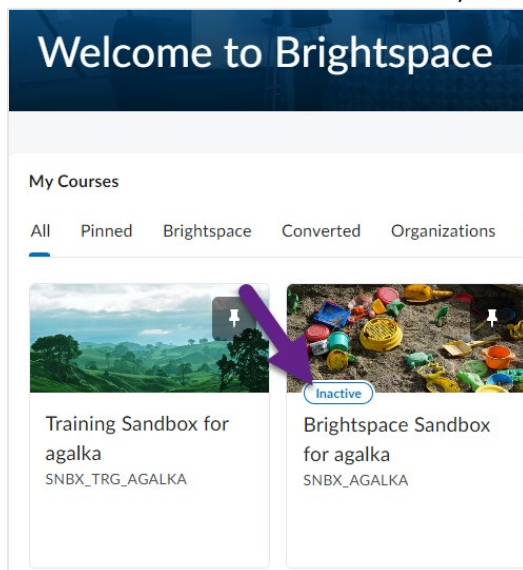 Welcome to Brightspace
My Courses
All Pinned Brightspace Converted Organizations
Training Sandbox for
agalka
SNBX_TRG_AGALKA
Inactive
Brightspace Sandbox
for agalka
SNBX_AGALKA